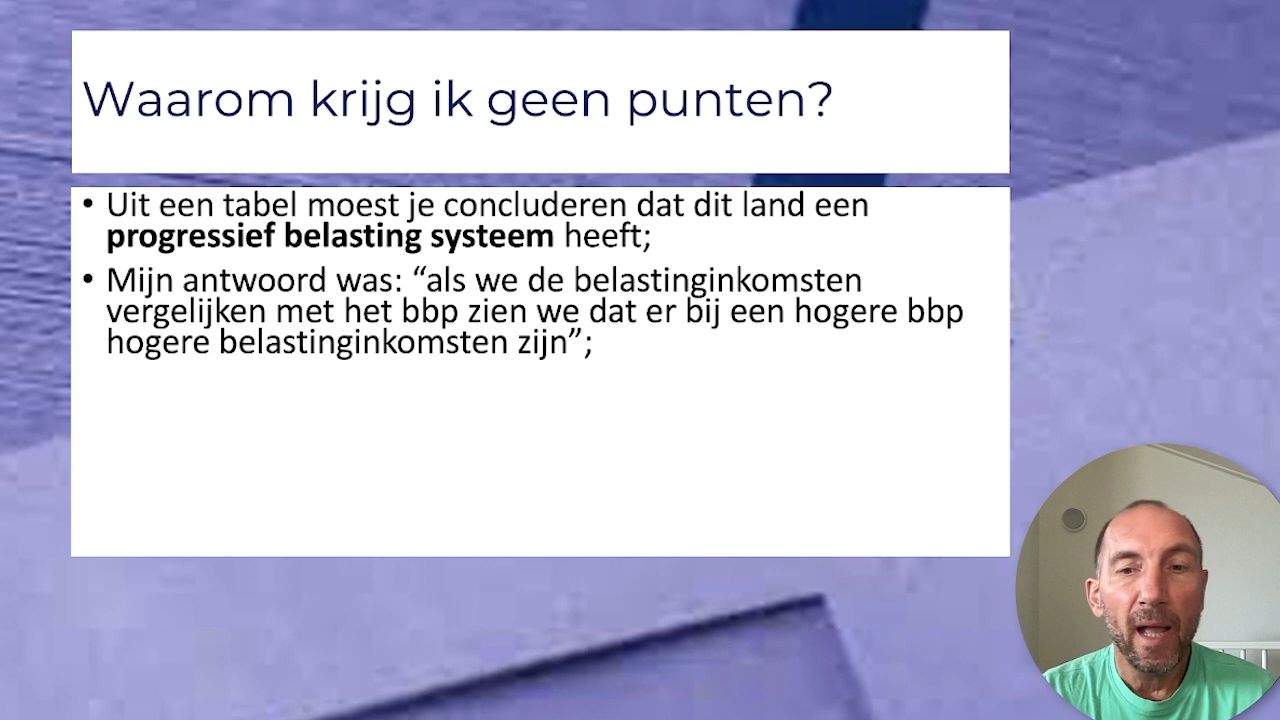 Waarom krijg ik geen punten?
• Uit een tabel moest je concluderen dat dit land een
progressief belasting systeem heeft;
• Mijn antwoord was: “als we de belastinginkomsten
vergelijken met het bbp zien we dat er bij een hogere bbp
hogere belastinginkomsten zijn”;